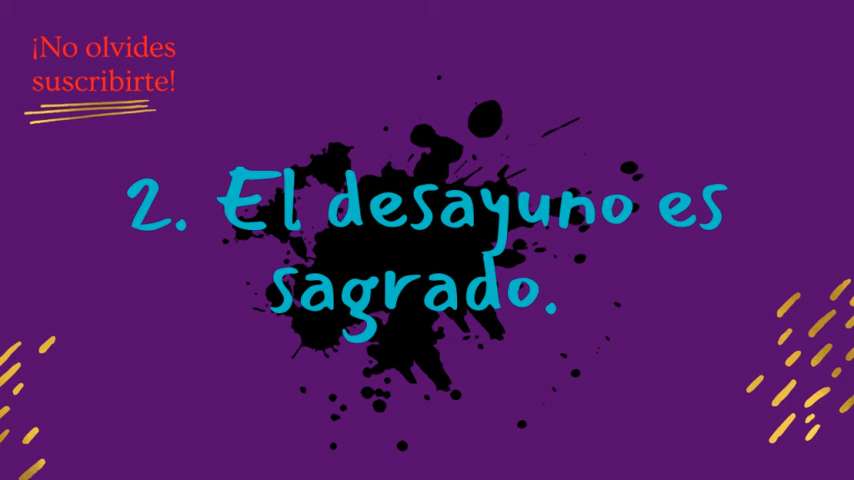 ¡No olvides
suscribirte!
2. El desayuno es
sagrado.